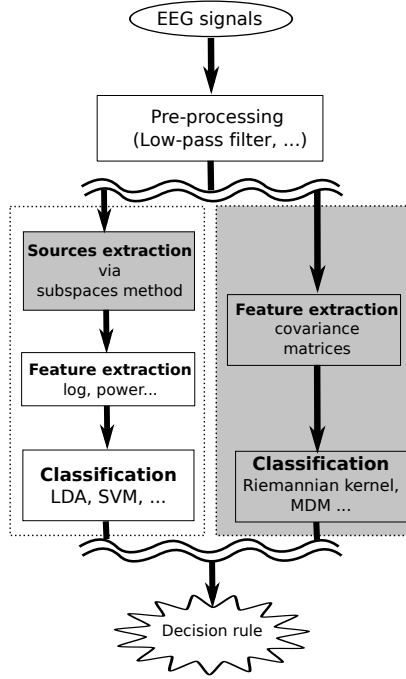 EEG signals
Pre-processing
(Low-pass filter, ...)
Sources extraction
via
subspaces method
Feature extraction
log, power...
Classification
LDA, SVM, ...
Feature extraction
covariance
matrices
Classification
Riemannian kernel,
MDM ...
Decision rule